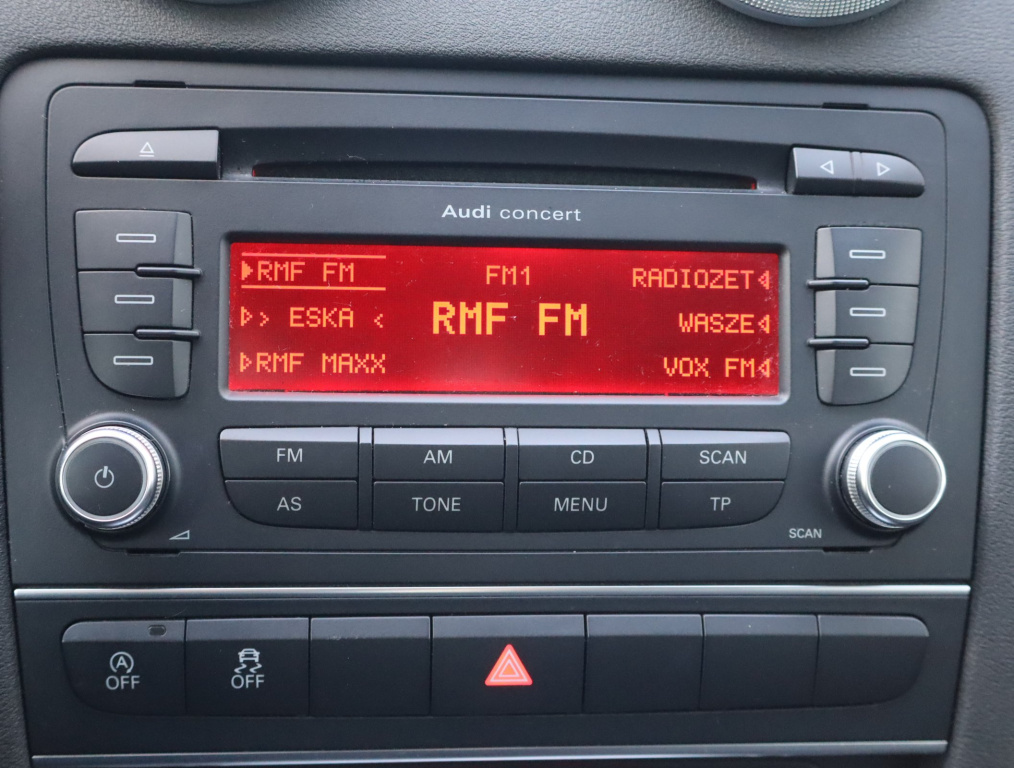 Audi concert
RMF FM FM1 RADIOZET
> ESKA < RMF FM WASZE
RMF MAXX VOX FM
FM AM CD SCAN
AS TONE MENU TP
SCAN
A
OFF OFF